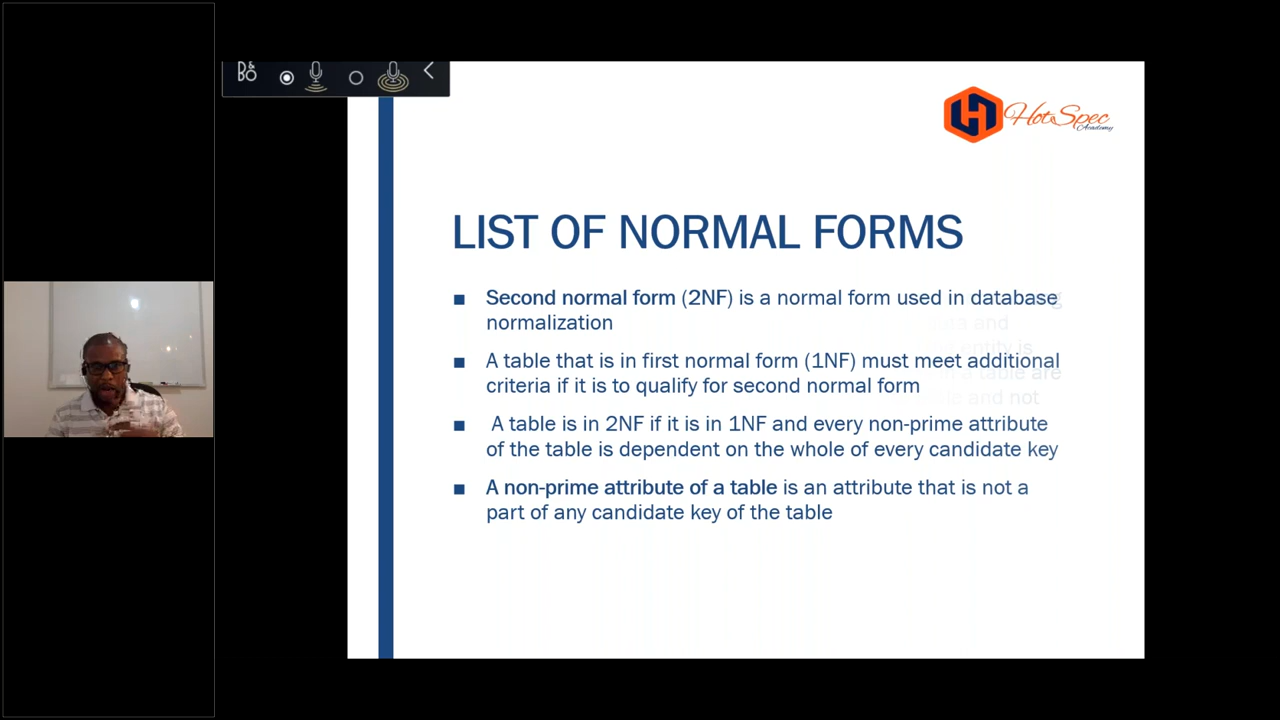 B&O
HotSpec
Academy
LIST OF NORMAL FORMS
■ Second normal form (2NF) is a normal form used in database
normalization
■ A table that is in first normal form (1NF) must meet additional
criteria if it is to qualify for second normal form
■ A table is in 2NF if it is in 1NF and every non-prime attribute
of the table is dependent on the whole of every candidate key
■ A non-prime attribute of a table is an attribute that is not a
part of any candidate key of the table